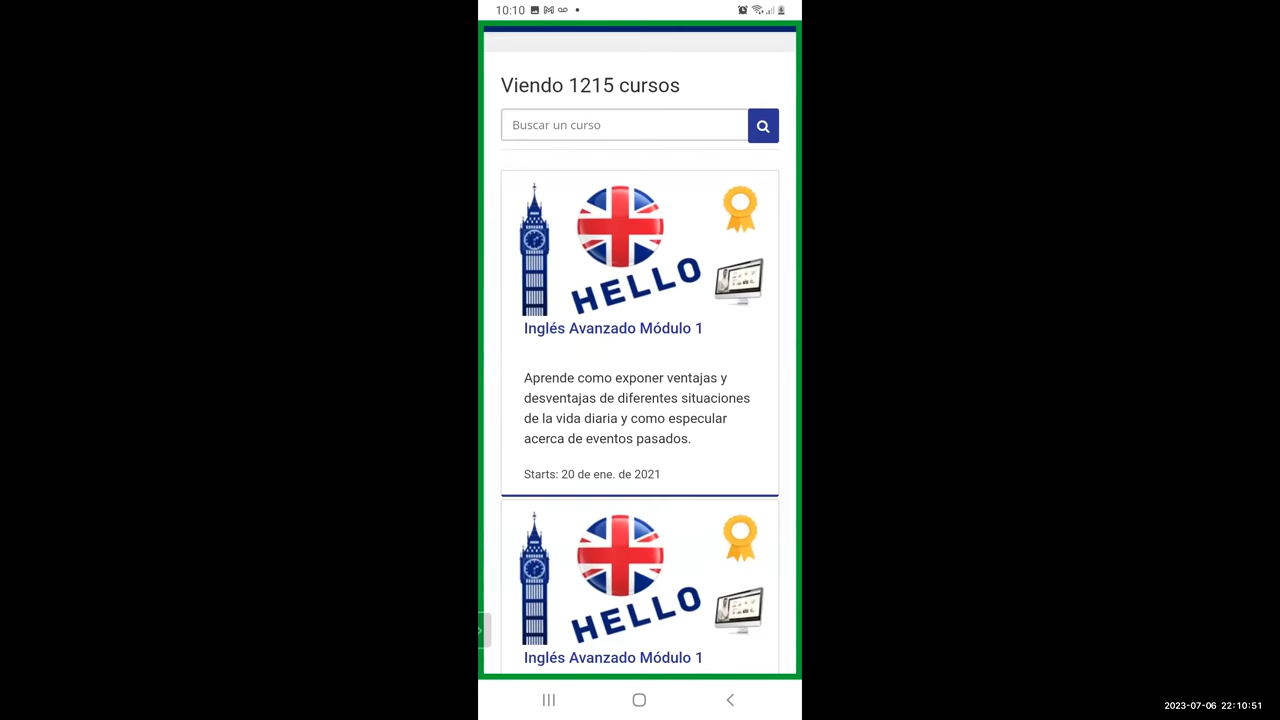 10:10
Viendo 1215 cursos
Buscar un curso
HELLO
Inglés Avanzado Módulo 1
Aprende como exponer ventajas y
desventajas de diferentes situaciones
de la vida diaria y como especular
acerca de eventos pasados.
Starts: 20 de ene. de 2021
HELLO
Inglés Avanzado Módulo 1
2023-07-06 22:10:51